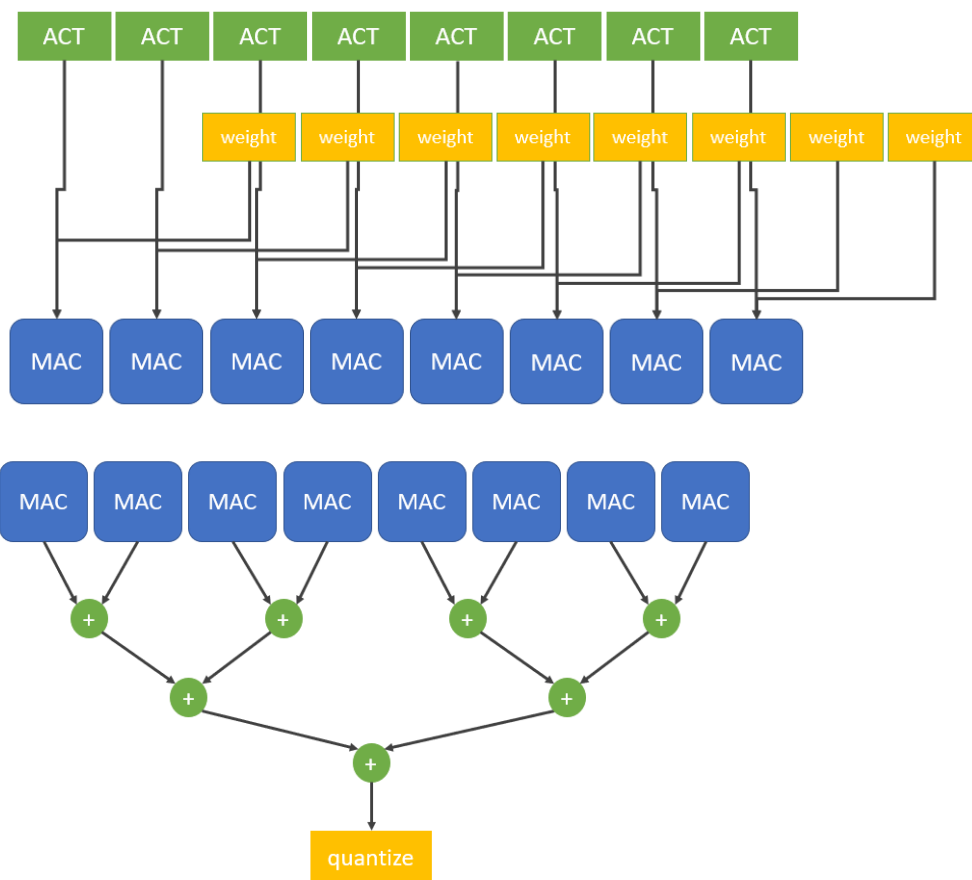 ACT ACT ACT ACT ACT ACT ACT ACT
weight weight weight weight weight weight weight weight
MAC MAC MAC MAC MAC MAC MAC MAC
MAC MAC MAC MAC MAC MAC MAC MAC
+ + + +
+ +
+
quantize